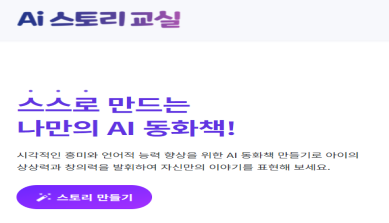 Ai 스토리 교실
스스로 만드는
나만의 AI 동화책!
시각적인 흥미와 언어적 능력 향상을 위한 AI 동화책 만들기로 아이의
상상력과 창의력을 발휘하여 자신만의 이야기를 표현해 보세요.
스토리 만들기